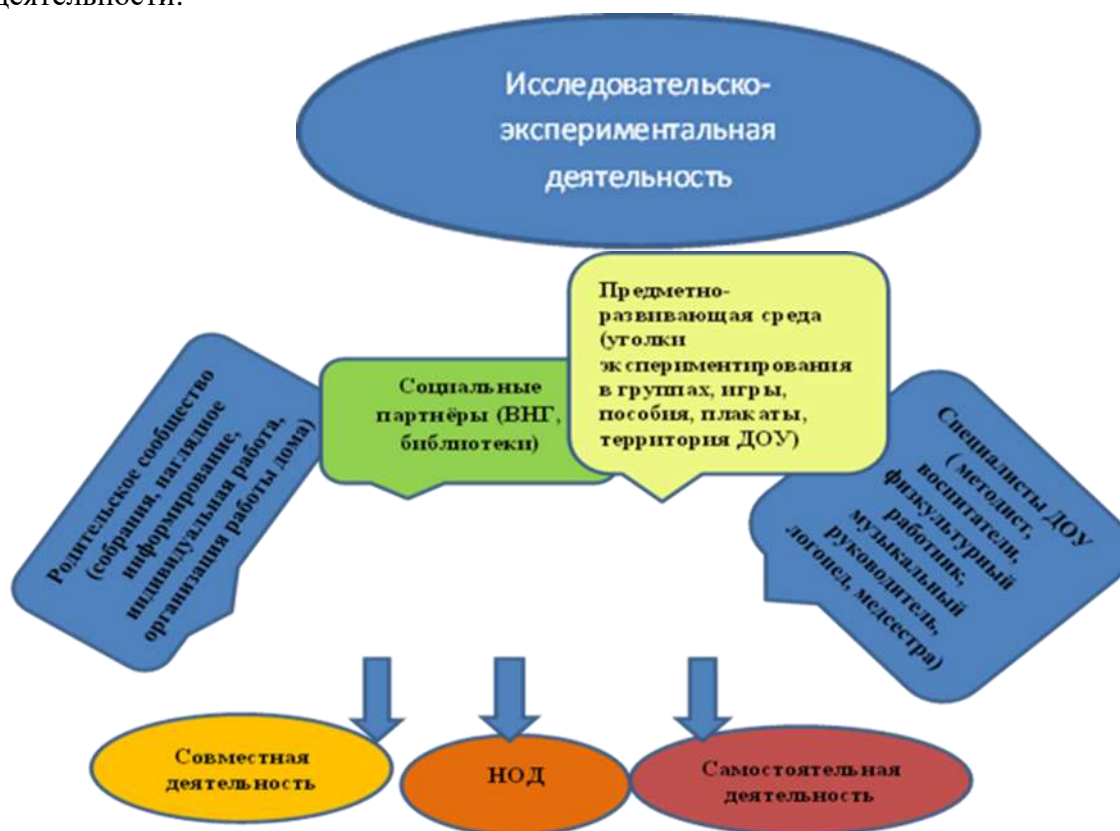 деятельности.
Исследовательско-
экспериментальная
деятельность
Родительское сообщество
(собрания, наглядное
информирование,
индивидуальная работа,
организация работы дома)
Социальные
партнёры (ВНГ,
библиотеки)
Предметно-
развивающая среда
(уголки
экспериментирования
в группах, игры,
пособия, плакаты,
территория ДОУ)
Специалисты ДОУ
( методист,
воспитатели,
физкультурный
работник,
музыкальный
руководитель,
логопед, медсестра)
Совместная
деятельность
НОД
Самостоятельная
деятельность